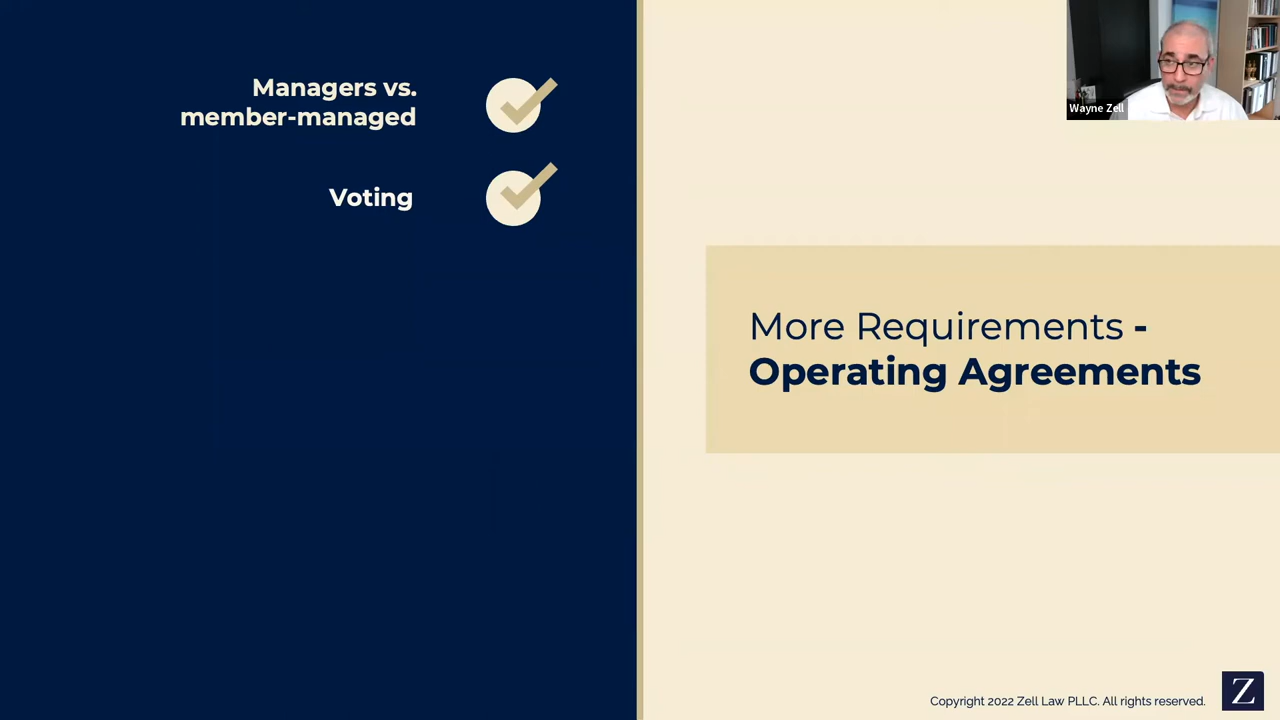 Managers vs.
member-managed
Voting
Wayne Zell
More Requirements -
Operating Agreements
Copyright 2022 Zell Law PLLC. All rights reserved.
Z